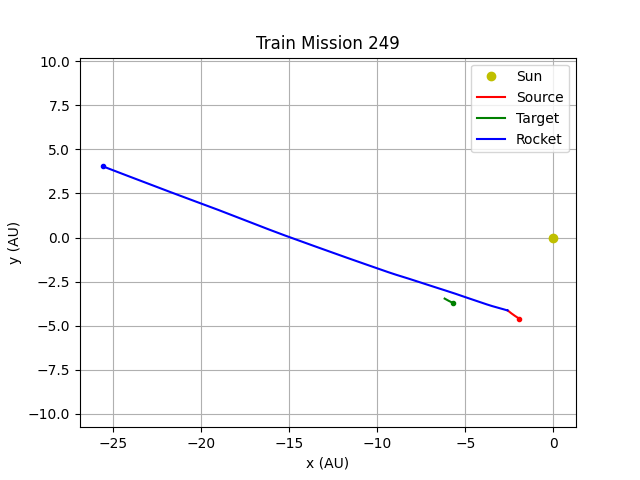 Train Mission 249
Sun
Source
Target
Rocket
10.0
7.5
5.0
2.5
0.0
−2.5
−5.0
−7.5
−10.0
y (AU)
−25
−20
−15
−10
−5
0
x (AU)